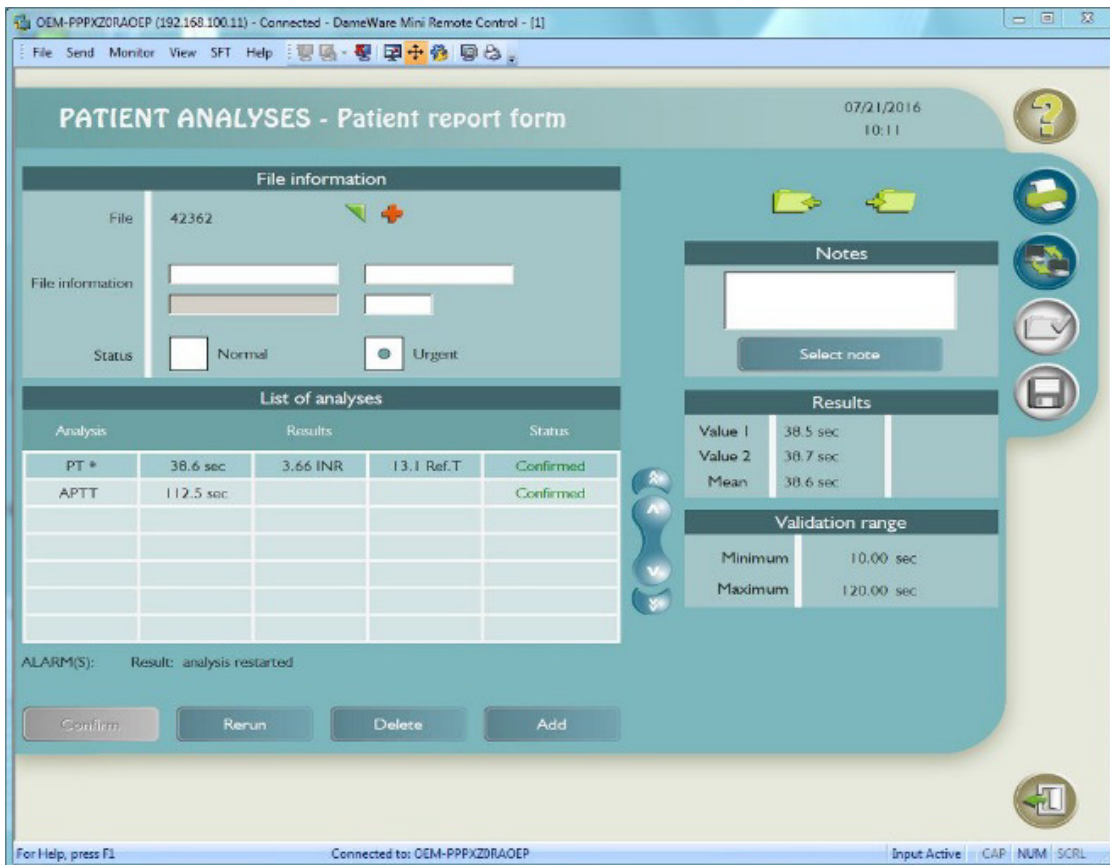 OEM-PPPXZ0RAOEP (192.168.100.11) - Connected - DameWare Mini Remote Control - [1]
File Send Monitor View SFT Help
PATIENT ANALYSES - Patient report form
07/21/2016
10:11
File information
File 42362
File information
Status Normal Urgent
List of analyses
Analysis Results Status
PT * 38.6 sec 3.66 INR 13.1 Ref.T Confirmed
APTT 112.5 sec Confirmed
ALARM(S): Result: analysis restarted
Confirm Rerun Delete Add
Notes
Select note
Results
Value 1 38.5 sec
Value 2 38.7 sec
Mean 38.6 sec
Validation range
Minimum 10.00 sec
Maximum 120.00 sec
For Help, press F1 Connected to: OEM-PPPXZ0RAOEP Input Active CAP NUM SCRL